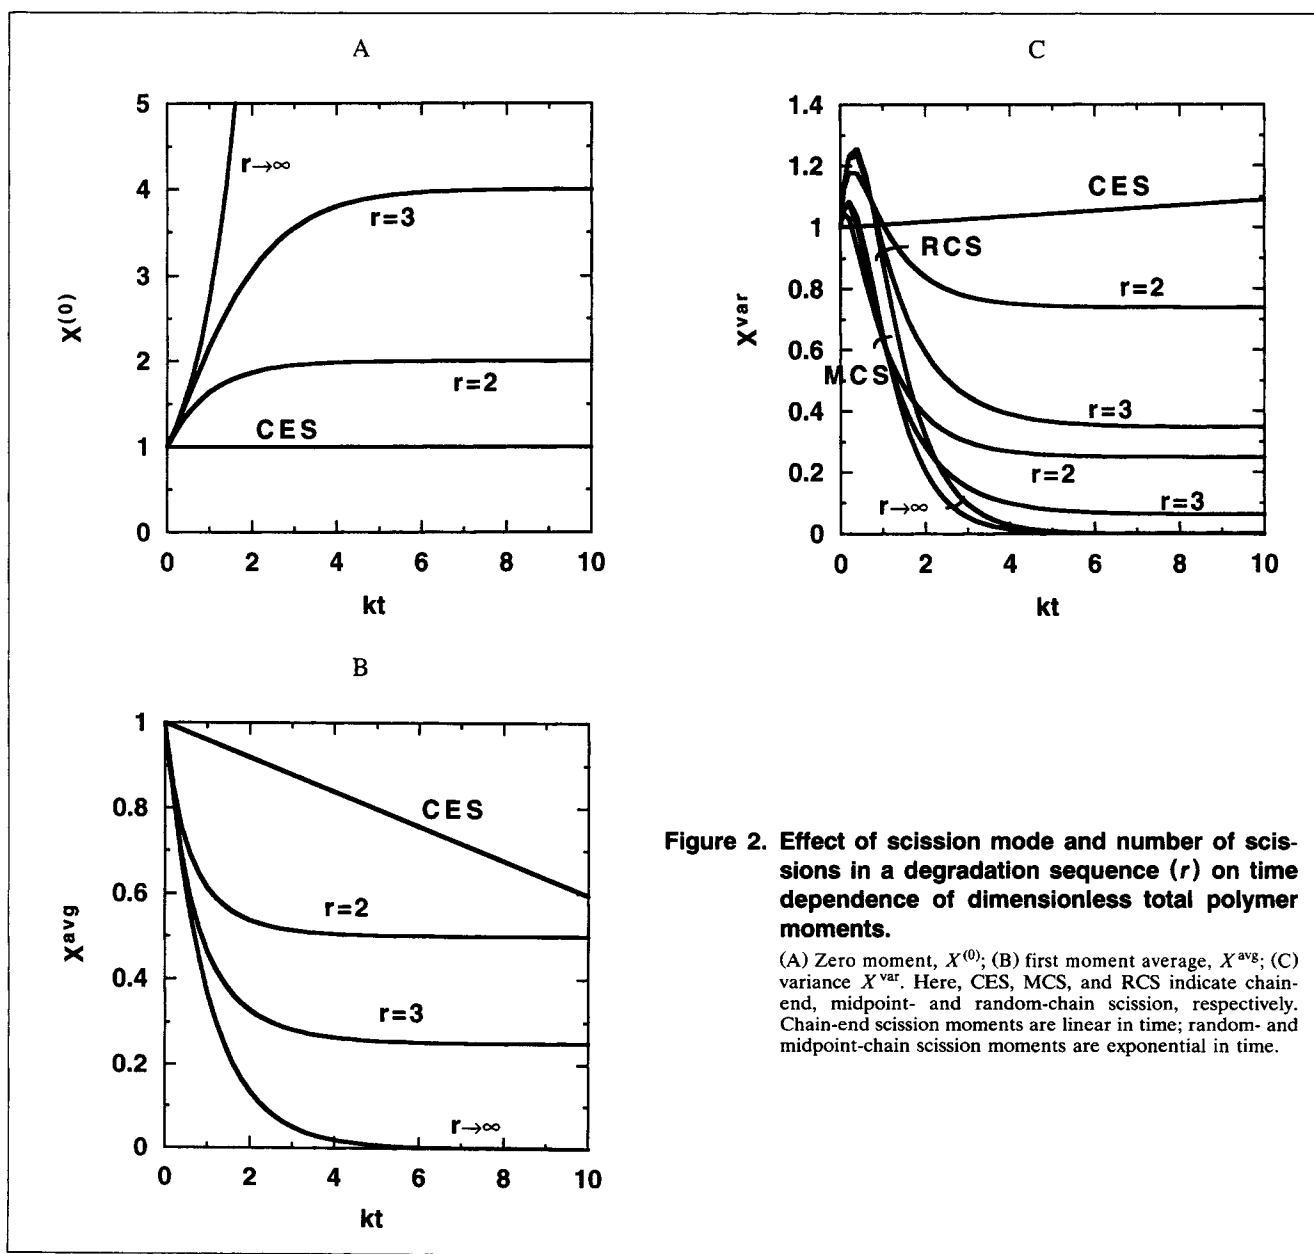 A
5
4
3
2
1
0
X(0)
r→∞
r=3
r=2
CES
0 2 4 6 8 10
kt
C
1.4
1.2
1
0.8
0.6
0.4
0.2
0
Xvar
CES
RCS
r=2
MCS
r=3
r=2
r=3
r→∞
0 2 4 6 8 10
kt
B
1
0.8
0.6
0.4
0.2
0
Xavg
CES
r=2
r=3
r→∞
0 2 4 6 8 10
kt
Figure 2. Effect of scission mode and number of scis-
sions in a degradation sequence (r) on time
dependence of dimensionless total polymer
moments.
(A) Zero moment, X(0); (B) first moment average, Xavg; (C)
variance Xvar. Here, CES, MCS, and RCS indicate chain-
end, midpoint- and random-chain scission, respectively.
Chain-end scission moments are linear in time; random- and
midpoint-chain scission moments are exponential in time.